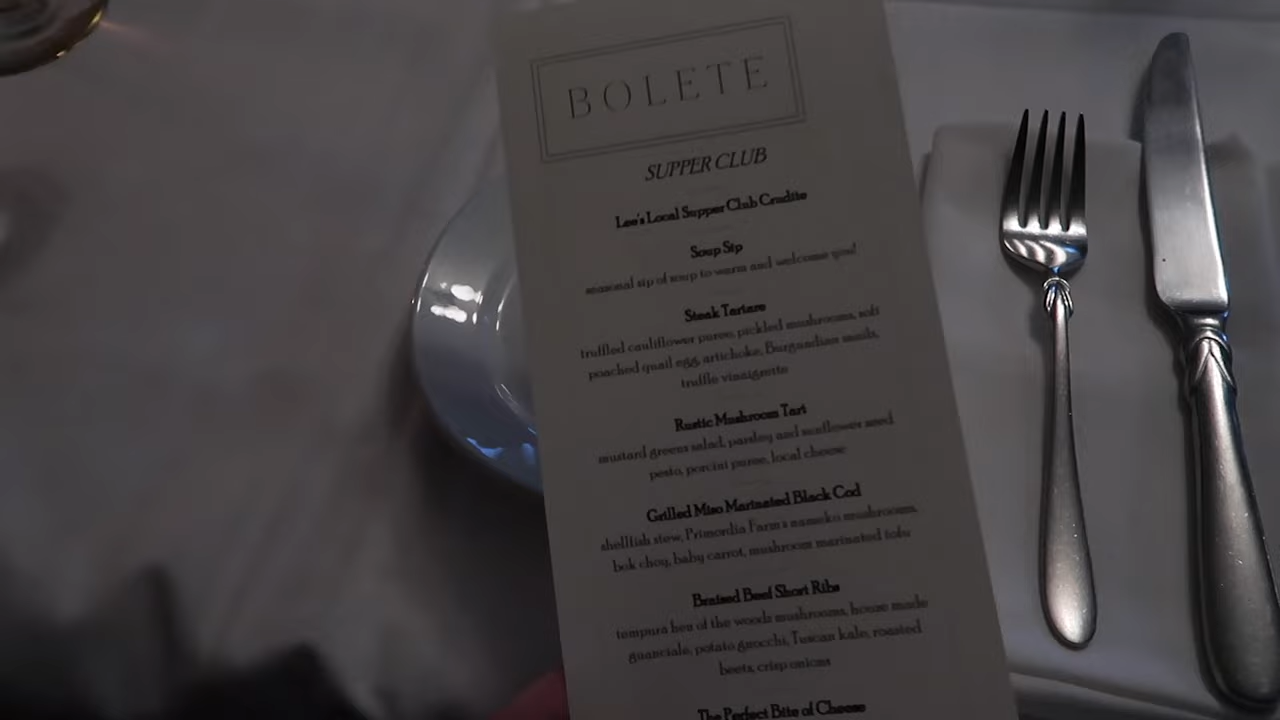 BOLETE
SUPPER CLUB
Lee's Local Supper Club Crudite
Soup Sip
seasonal sip of soup to warm and welcome you!
Steak Tartare
truffled cauliflower puree, pickled mushrooms, soft
poached quail egg, artichoke, Burgundian snails,
truffle vinaigrette
Rustic Mushroom Tart
mustard greens salad, parsley and sunflower seed
pesto, porcini puree, local cheese
Grilled Miso Marinated Black Cod
shellfish stew, Primordia Farm's nameko mushrooms,
bok choy, baby carrot, mushroom marinated tofu
Braised Beef Short Ribs
tempura hen of the woods mushrooms, house made
guanciale, potato gnocchi, Tuscan kale, roasted
beets, crisp onions
The Perfect Bite of Cheese